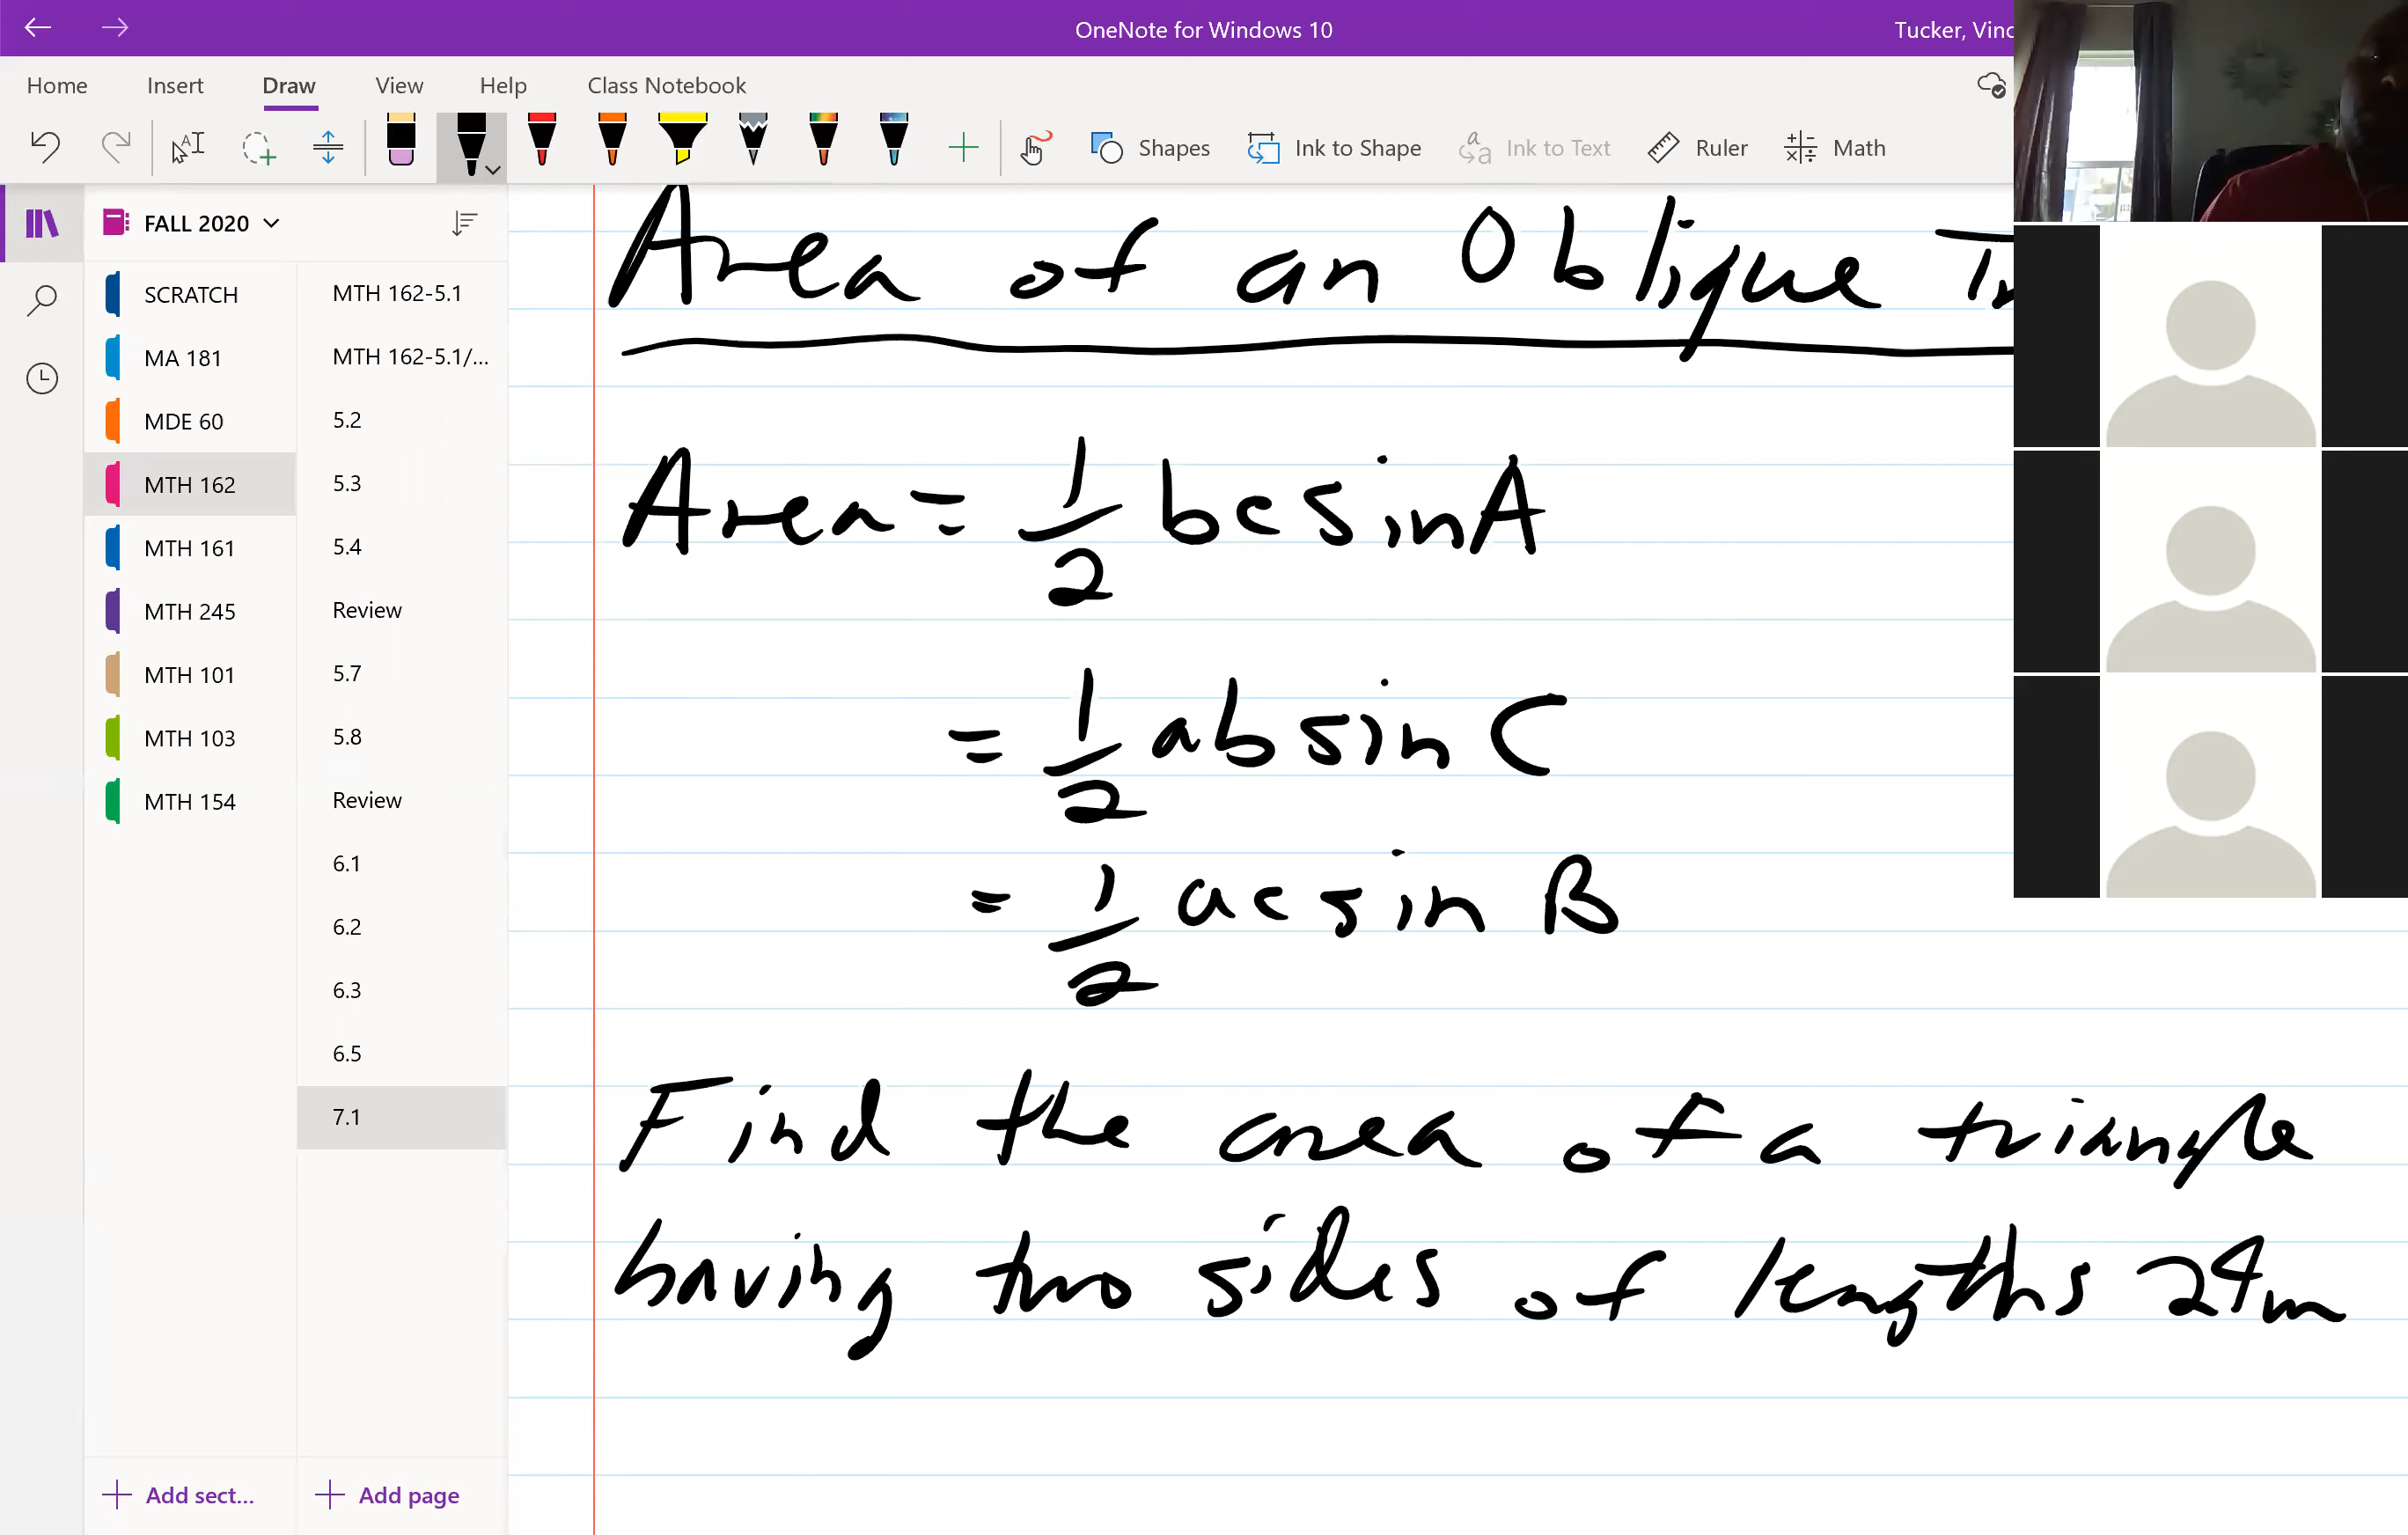 OneNote for Windows 10
Tucker, Vinc
Home Insert Draw View Help Class Notebook
Shapes Ink to Shape Ink to Text Ruler Math
FALL 2020
SCRATCH
MA 181
MDE 60
MTH 162
MTH 161
MTH 245
MTH 101
MTH 103
MTH 154
Add sect...
MTH 162-5.1
MTH 162-5.1/...
5.2
5.3
5.4
Review
5.7
5.8
Review
6.1
6.2
6.3
6.5
7.1
Add page
Area of an Oblique Tr
Area = 1/2 bc sin A
= 1/2 ab sin C
= 1/2 ac sin B
Find the area of a triangle
having two sides of lengths 24m